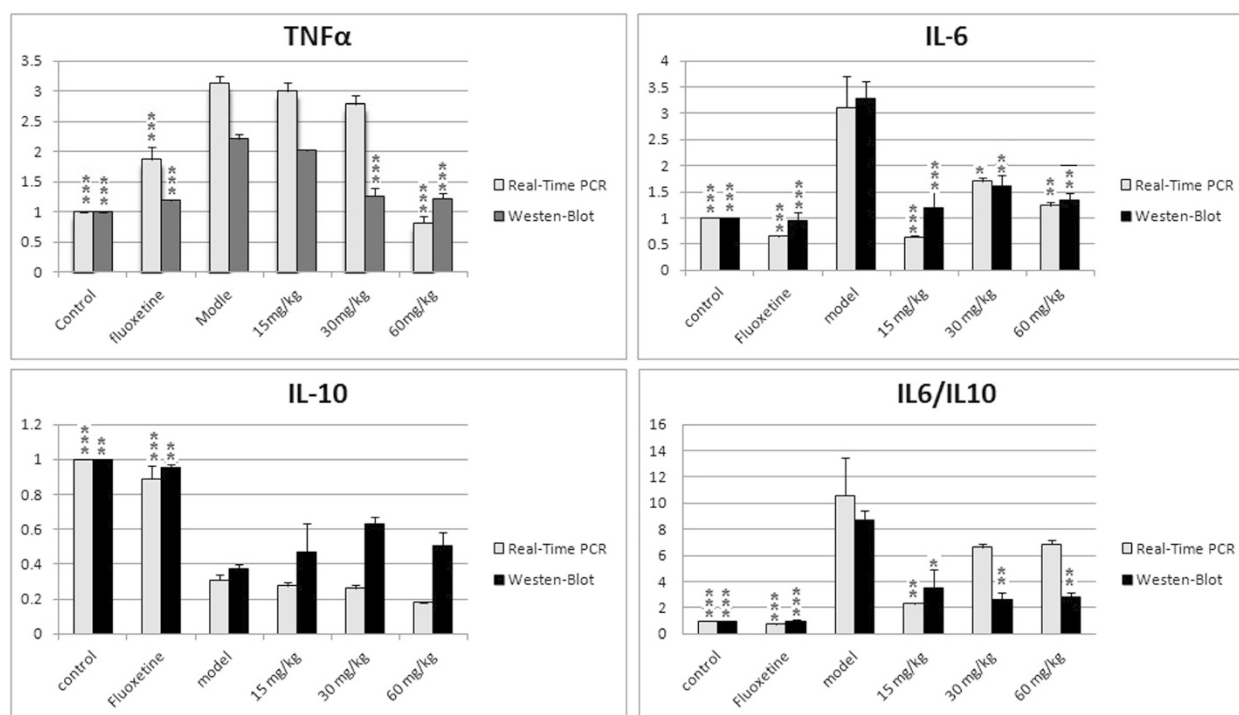 TNFα
3.5
3
2.5
2
1.5
1
0.5
0
*** *** *** *** *** *** ***
Control fluoxetine Modle 15mg/kg 30mg/kg 60mg/kg
Real-Time PCR
Westen-Blot
IL-6
4
3.5
3
2.5
2
1.5
1
0.5
0
*** *** *** *** *** *** * ** ** **
control Fluoxetine model 15 mg/kg 30 mg/kg 60 mg/kg
Real-Time PCR
Westen-Blot
IL-10
1.2
1
0.8
0.6
0.4
0.2
0
*** ** *** **
control Fluoxetine model 15 mg/kg 30 mg/kg 60 mg/kg
Real-Time PCR
Westen-Blot
IL6/IL10
16
14
12
10
8
6
4
2
0
*** *** *** *** ** * ** **
control Fluoxetine model 15 mg/kg 30 mg/kg 60 mg/kg
Real-Time PCR
Westen-Blot